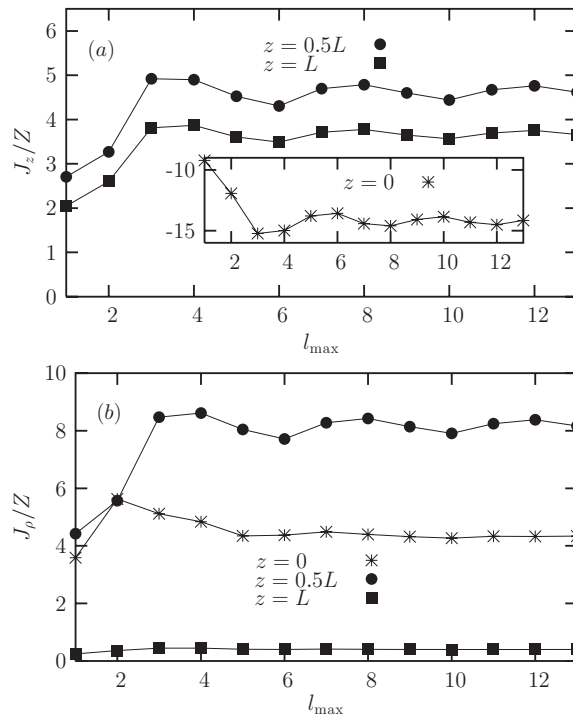 (a)
z = 0.5L
z = L
6
5
4
3
2
1
0
J_z/Z
-10
-15
z = 0
2 4 6 8 10 12
2 4 6 8 10 12
l_max
(b)
10
8
6
4
2
0
J_ρ/Z
z = 0
z = 0.5L
z = L
2 4 6 8 10 12
l_max